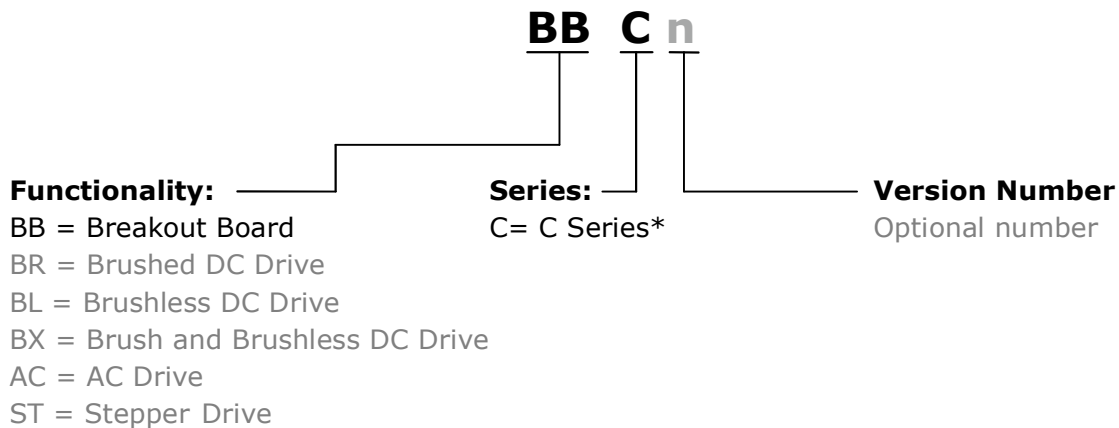 BB C n
Functionality:
BB = Breakout Board
BR = Brushed DC Drive
BL = Brushless DC Drive
BX = Brush and Brushless DC Drive
AC = AC Drive
ST = Stepper Drive
Series:
C= C Series*
Version Number
Optional number